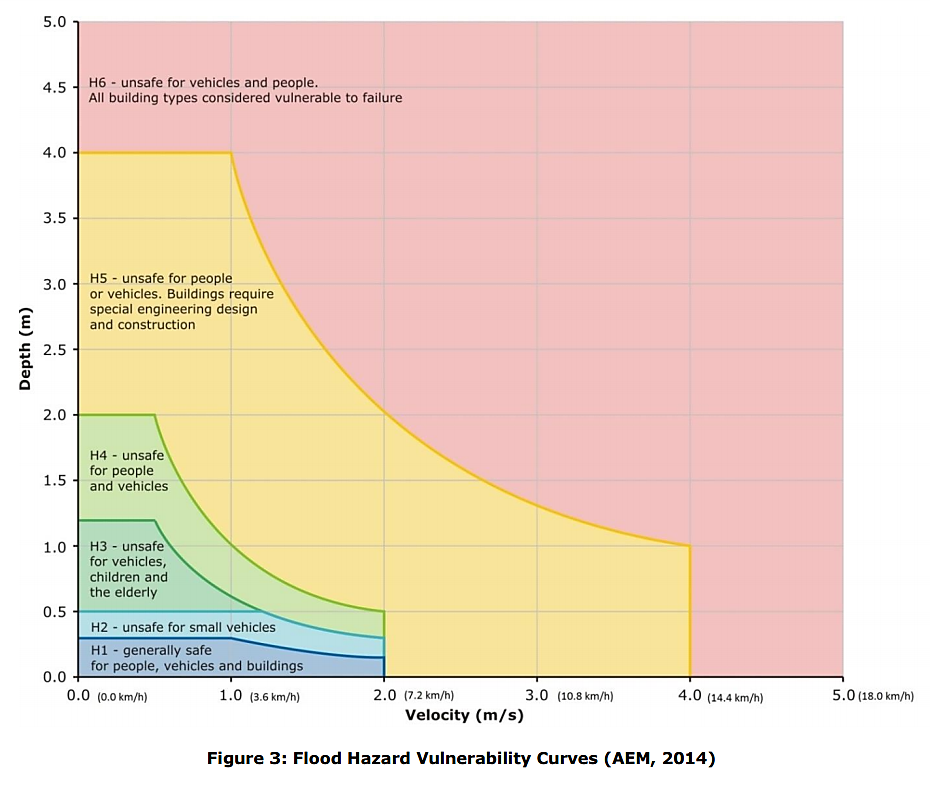 5.0
H6 - unsafe for vehicles and people.
4.5
All building types considered vulnerable to failure
4.0
3.5
H5 - unsafe for people
3.0
or vehicles. Buildings require
special engineering design
and construction
Depth (m)
2.5
2.0
H4 - unsafe
for people
1.5
and vehicles
1.0
H3 - unsafe
for vehicles,
children and
the elderly
0.5
H2 - unsafe for small vehicles
H1 - generally safe
for people, vehicles and buildings
0.0
0.0 (0.0 km/h) 1.0 (3.6 km/h) 2.0 (7.2 km/h) 3.0 (10.8 km/h) 4.0 (14.4 km/h) 5.0 (18.0 km/h)
Velocity (m/s)
Figure 3: Flood Hazard Vulnerability Curves (AEM, 2014)